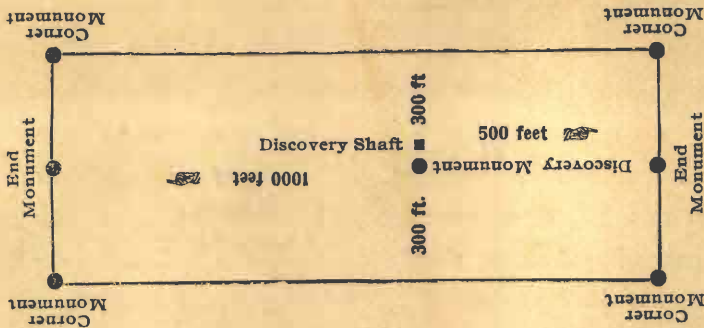 Corner
Monument
Corner
Monument
End
Monument
Discovery Shaft
300 ft
500 feet
Discovery Monument
1000 feet
300 ft.
End
Monument
Corner
Monument
Corner
Monument